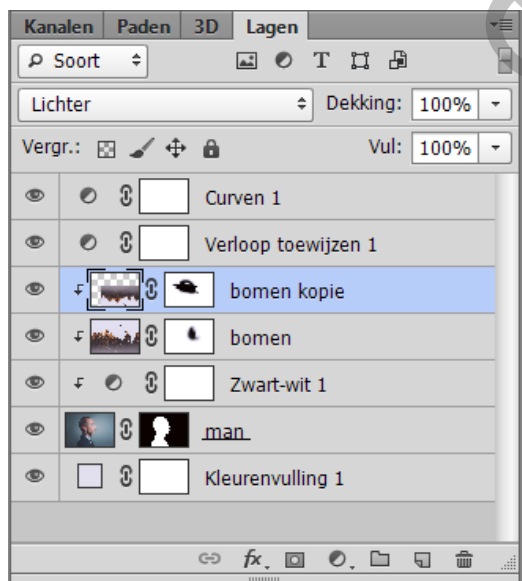 Kanalen Paden 3D Lagen
Soort T
Lichter Dekking: 100%
Vergr.: Vul: 100%
Curven 1
Verloop toewijzen 1
bomen kopie
bomen
Zwart-wit 1
man
Kleurenvulling 1
fx